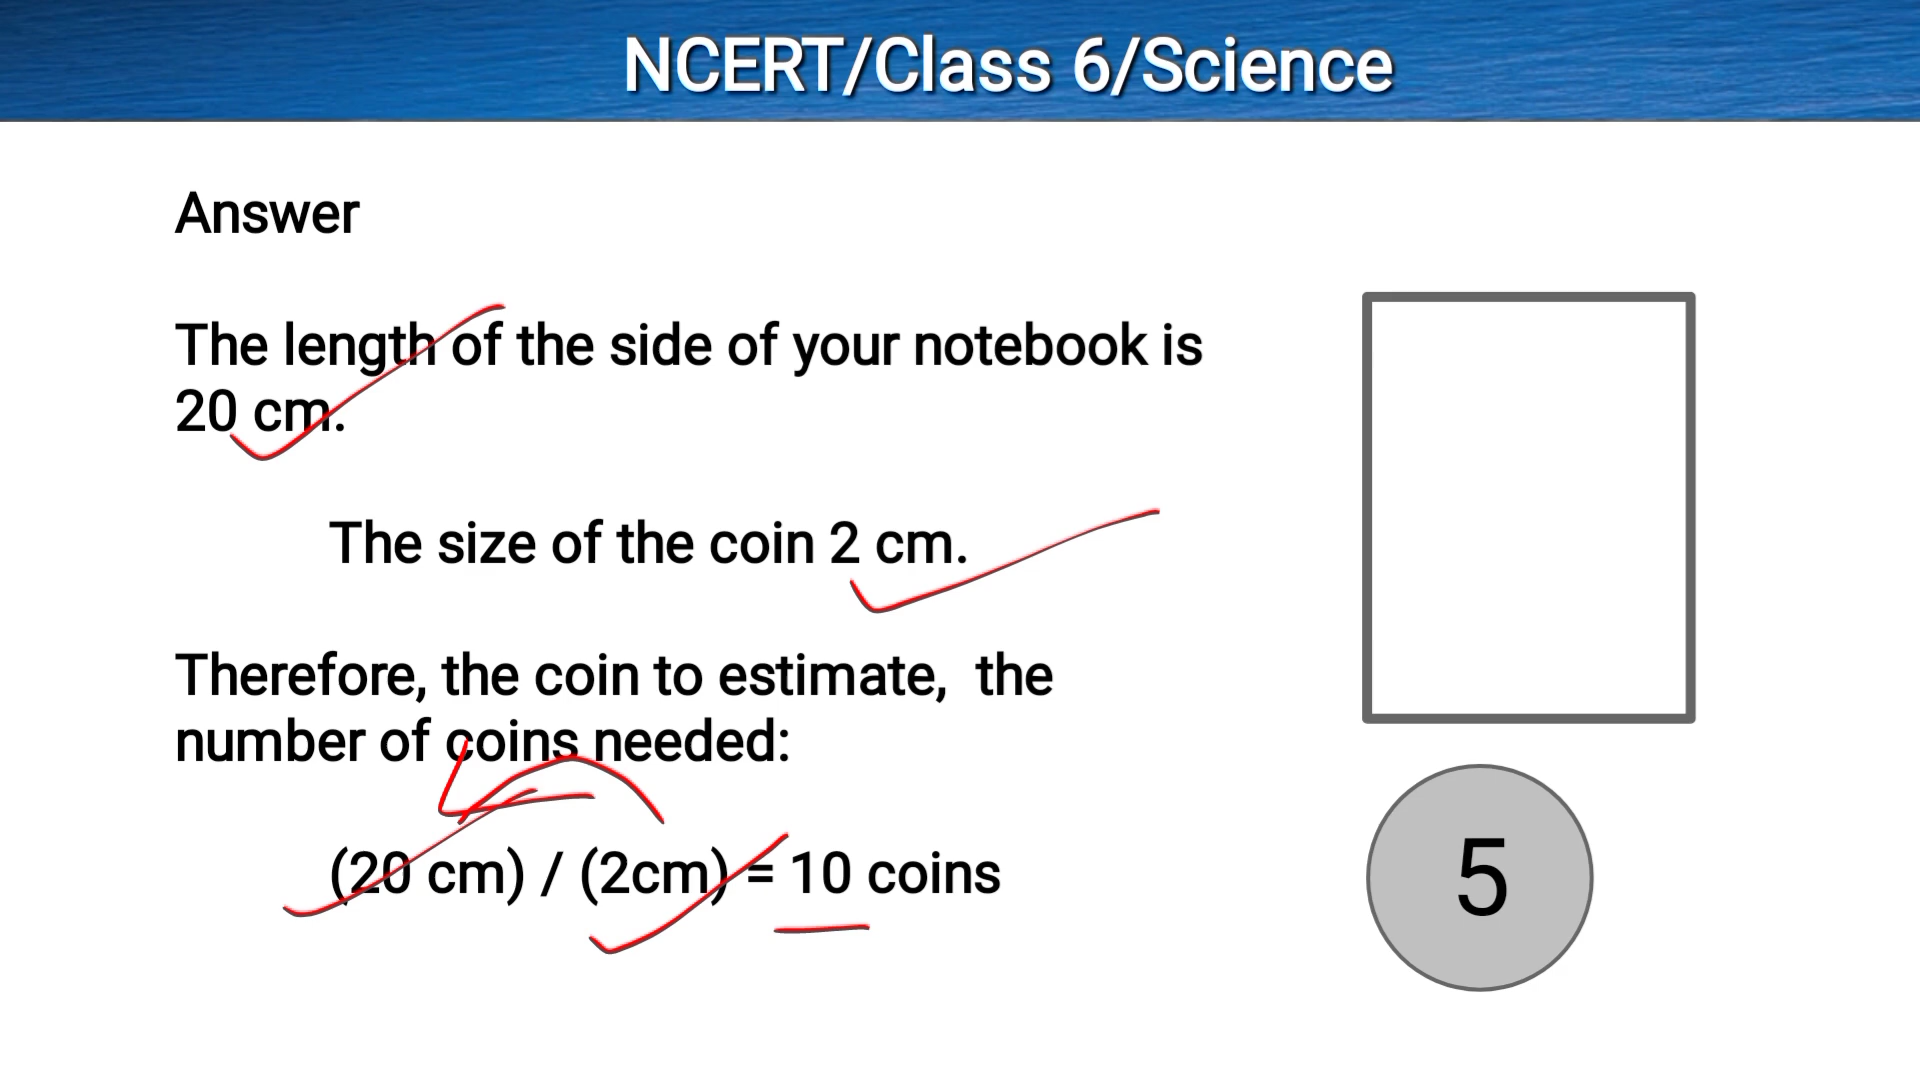 NCERT/Class 6/Science
Answer
The length of the side of your notebook is
20 cm.
The size of the coin 2 cm.
Therefore, the coin to estimate,  the
number of coins needed:
(20 cm) / (2cm) = 10 coins
5